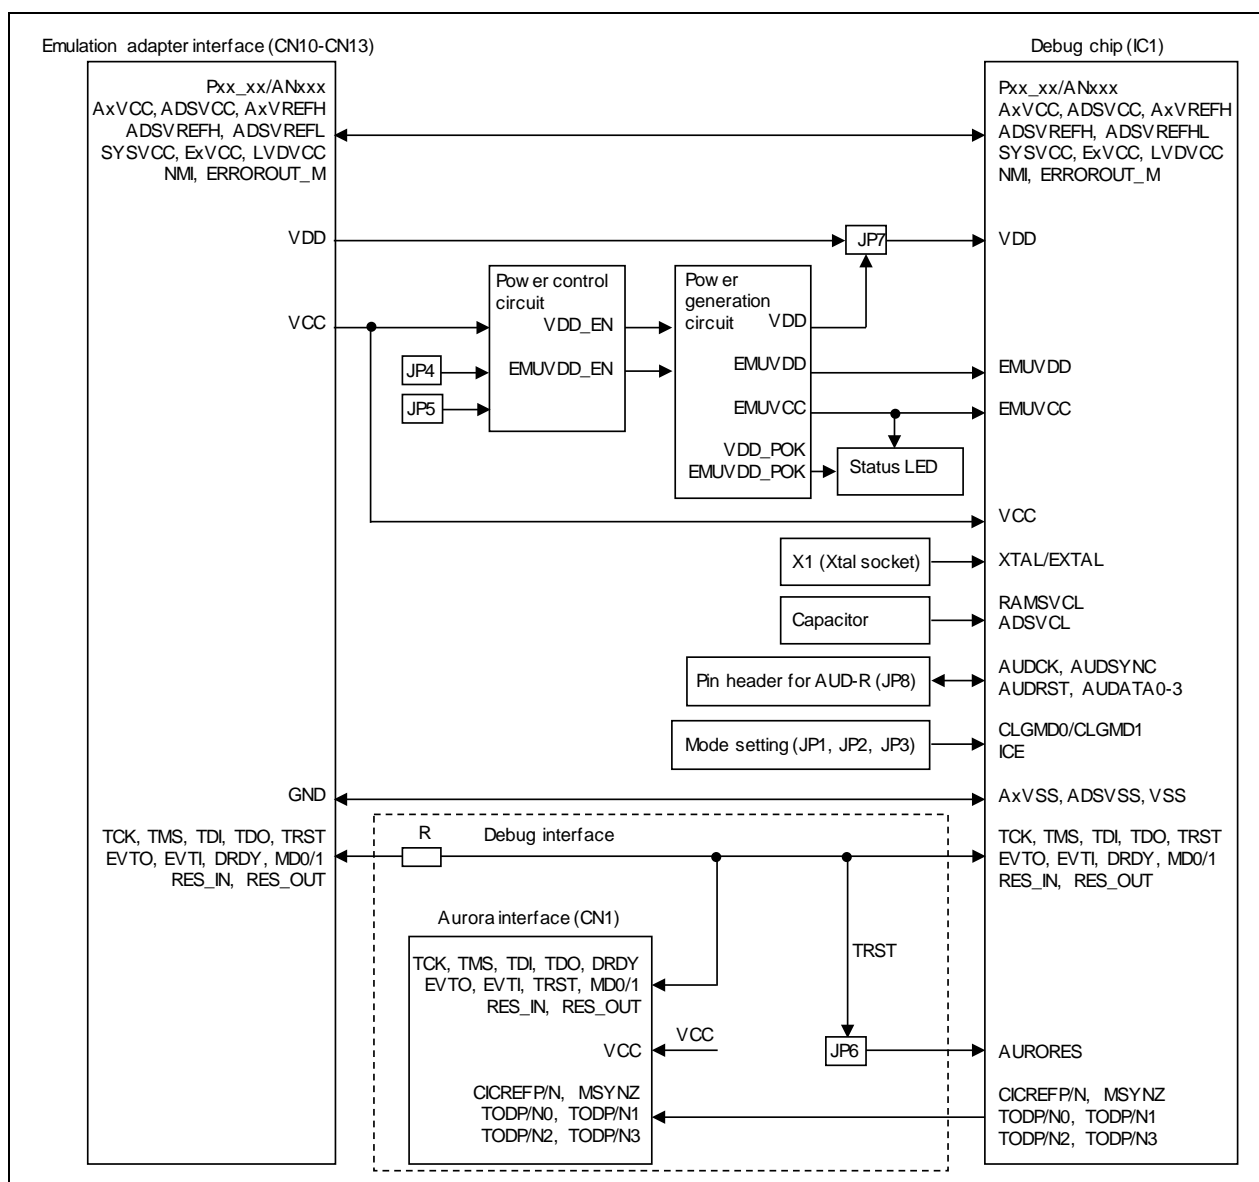 Emulation adapter interface (CN10-CN13)
Debug chip (IC1)
Pxx_xx/ANxxx
AxVCC, ADSVCC, AxVREFH
ADSVREFH, ADSVREFL
SYSVCC, ExVCC, LVDVCC
NMI, ERROROUT_M
Pxx_xx/ANxxx
AxVCC, ADSVCC, AxVREFH
ADSVREFH, ADSVREFHL
SYSVCC, ExVCC, LVDVCC
NMI, ERROROUT_M
VDD
JP7
VDD
Power control
circuit
VDD_EN
EMUVDD_EN
Power
generation
circuit
VDD
EMUVDD
EMUVCC
VDD_POK
EMUVDD_POK
VCC
JP4
JP5
EMUVDD
EMUVCC
Status LED
VCC
X1 (Xtal socket)
XTAL/EXTAL
Capacitor
RAMSVCL
ADSVCL
Pin header for AUD-R (JP8)
AUDCK, AUDSYNC
AUDRST, AUDATA0-3
Mode setting (JP1, JP2, JP3)
CLGMD0/CLGMD1
ICE
GND
AxVSS, ADSVSS, VSS
TCK, TMS, TDI, TDO, TRST
EVTO, EVTI, DRDY, MD0/1
RES_IN, RES_OUT
R
Debug interface
TCK, TMS, TDI, TDO, TRST
EVTO, EVTI, DRDY, MD0/1
RES_IN, RES_OUT
Aurora interface (CN1)
TCK, TMS, TDI, TDO, DRDY
EVTO, EVTI, TRST, MD0/1
RES_IN, RES_OUT
TRST
VCC
VCC
JP6
AURORES
CICREFP/N, MSYNZ
TODP/N0, TODP/N1
TODP/N2, TODP/N3
CICREFP/N, MSYNZ
TODP/N0, TODP/N1
TODP/N2, TODP/N3